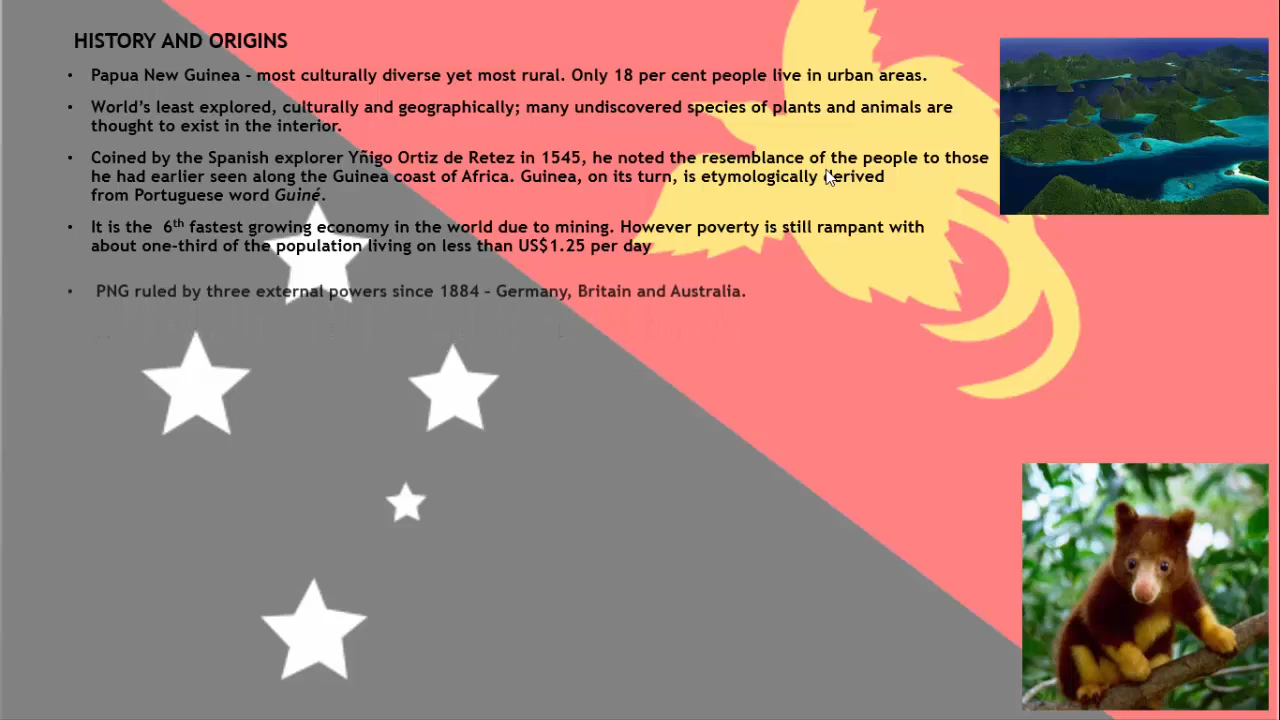 HISTORY AND ORIGINS
• Papua New Guinea - most culturally diverse yet most rural. Only 18 per cent people live in urban areas.
• World’s least explored, culturally and geographically; many undiscovered species of plants and animals are
thought to exist in the interior.
• Coined by the Spanish explorer Yñigo Ortiz de Retez in 1545, he noted the resemblance of the people to those
he had earlier seen along the Guinea coast of Africa. Guinea, on its turn, is etymologically derived
from Portuguese word Guiné.
• It is the 6th fastest growing economy in the world due to mining. However poverty is still rampant with
about one-third of the population living on less than US$1.25 per day
• PNG ruled by three external powers since 1884 – Germany, Britain and Australia.